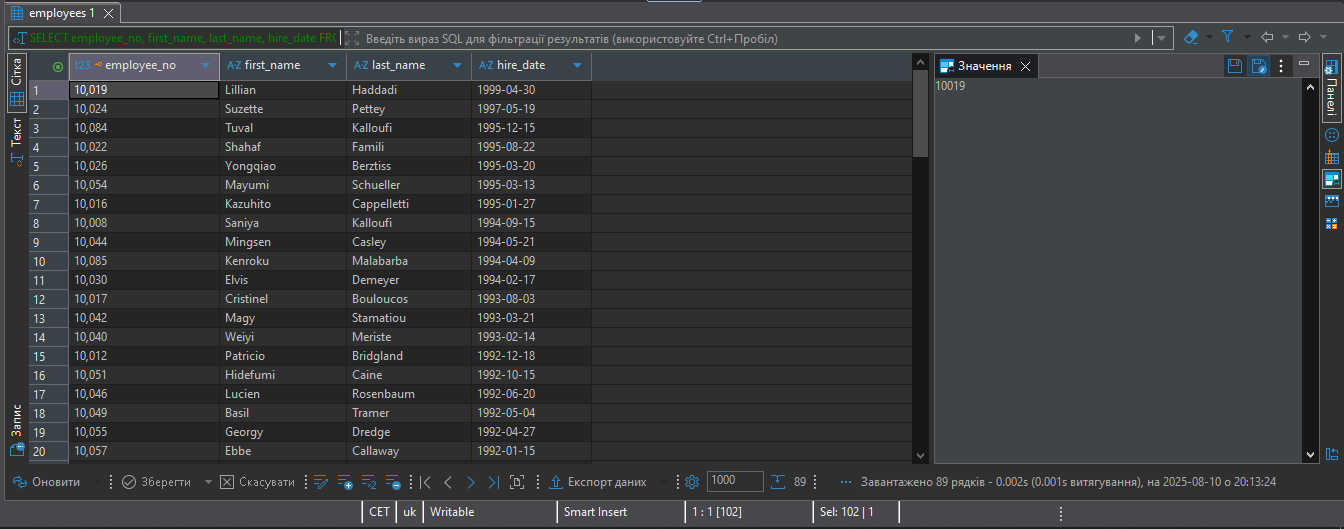 employees 1
SELECT employee_no, first_name, last_name, hire_date FRO
Введіть вираз SQL для фільтрації результатів (використовуйте Ctrl+Пробіл)
Сітка
Текст
Запис
123 employee_no A-Z first_name A-Z last_name A-Z hire_date
1 10,019 Lillian Haddadi 1999-04-30
2 10,024 Suzette Pettey 1997-05-19
3 10,084 Tuval Kalloufi 1995-12-15
4 10,022 Shahaf Famili 1995-08-22
5 10,026 Yongqiao Berztiss 1995-03-20
6 10,054 Mayumi Schueller 1995-03-13
7 10,016 Kazuhito Cappelletti 1995-01-27
8 10,008 Saniya Kalloufi 1994-09-15
9 10,044 Mingsen Casley 1994-05-21
10 10,085 Kenroku Malabarba 1994-04-09
11 10,030 Elvis Demeyer 1994-02-17
12 10,017 Cristinel Bouloucos 1993-08-03
13 10,042 Magy Stamatiou 1993-03-21
14 10,040 Weiyi Meriste 1993-02-14
15 10,012 Patricio Bridgland 1992-12-18
16 10,051 Hidefumi Caine 1992-10-15
17 10,046 Lucien Rosenbaum 1992-06-20
18 10,049 Basil Tramer 1992-05-04
19 10,055 Georgy Dredge 1992-04-27
20 10,057 Ebbe Callaway 1992-01-15
Значення
10019
Панелі
Оновити Зберегти Скасувати Експорт даних 1000 89 Завантажено 89 рядків - 0.002s (0.001s витягування), на 2025-08-10 о 20:13:24
CET uk Writable Smart Insert 1 : 1 [102] Sel: 102 | 1